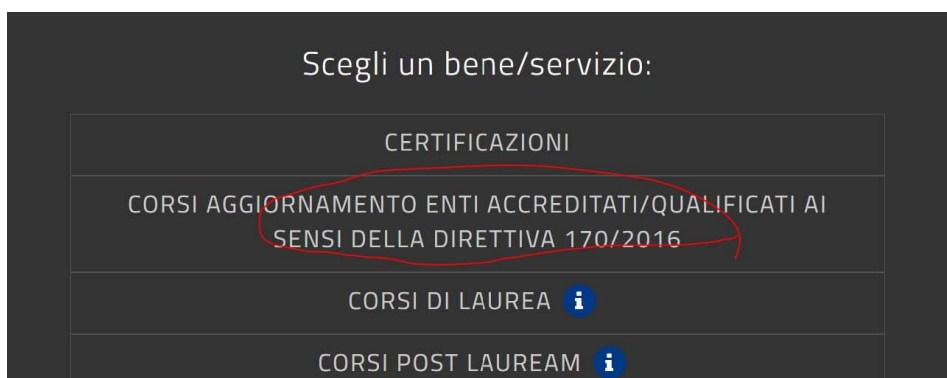 Scegli un bene/servizio:
CERTIFICAZIONI
CORSI AGGIORNAMENTO ENTI ACCREDITATI/QUALIFICATI AI
SENSI DELLA DIRETTIVA 170/2016
CORSI DI LAUREA i
CORSI POST LAUREAM i